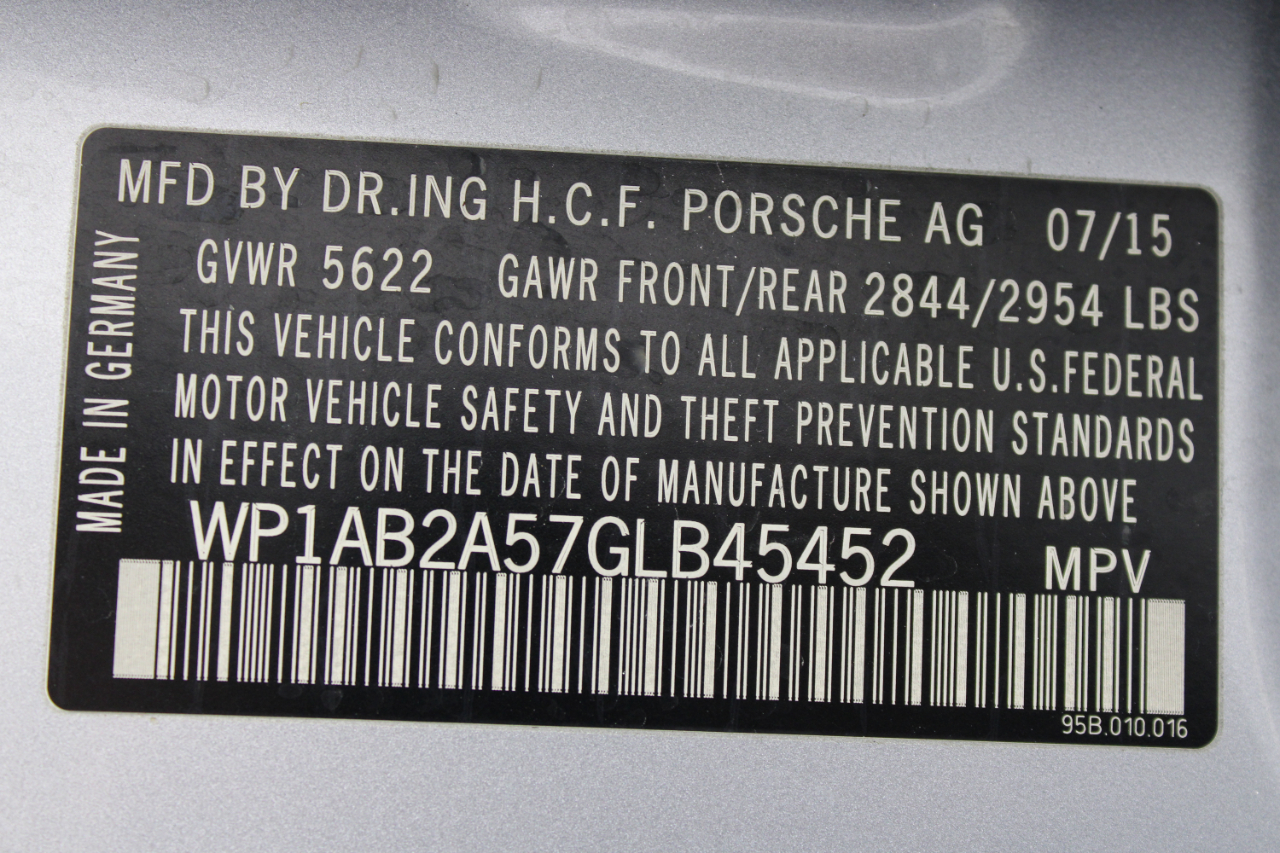 MFD BY DR.ING H.C.F. PORSCHE AG 07/15
GVWR 5622 GAWR FRONT/REAR 2844/2954 LBS
THIS VEHICLE CONFORMS TO ALL APPLICABLE U.S.FEDERAL
MOTOR VEHICLE SAFETY AND THEFT PREVENTION STANDARDS
IN EFFECT ON THE DATE OF MANUFACTURE SHOWN ABOVE
WP1AB2A57GLB45452 MPV
95B.010.016
MADE IN GERMANY